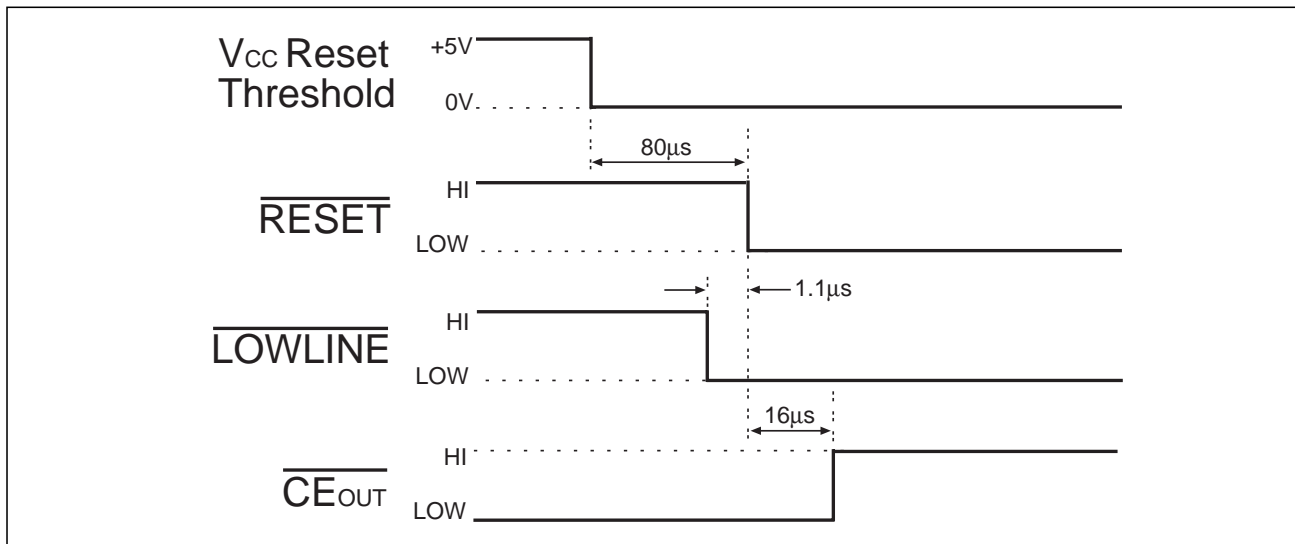 VCC Reset
Threshold
+5V
0V
80μs
RESET
HI
LOW
1.1μs
LOWLINE
HI
LOW
16μs
CEOUT
HI
LOW